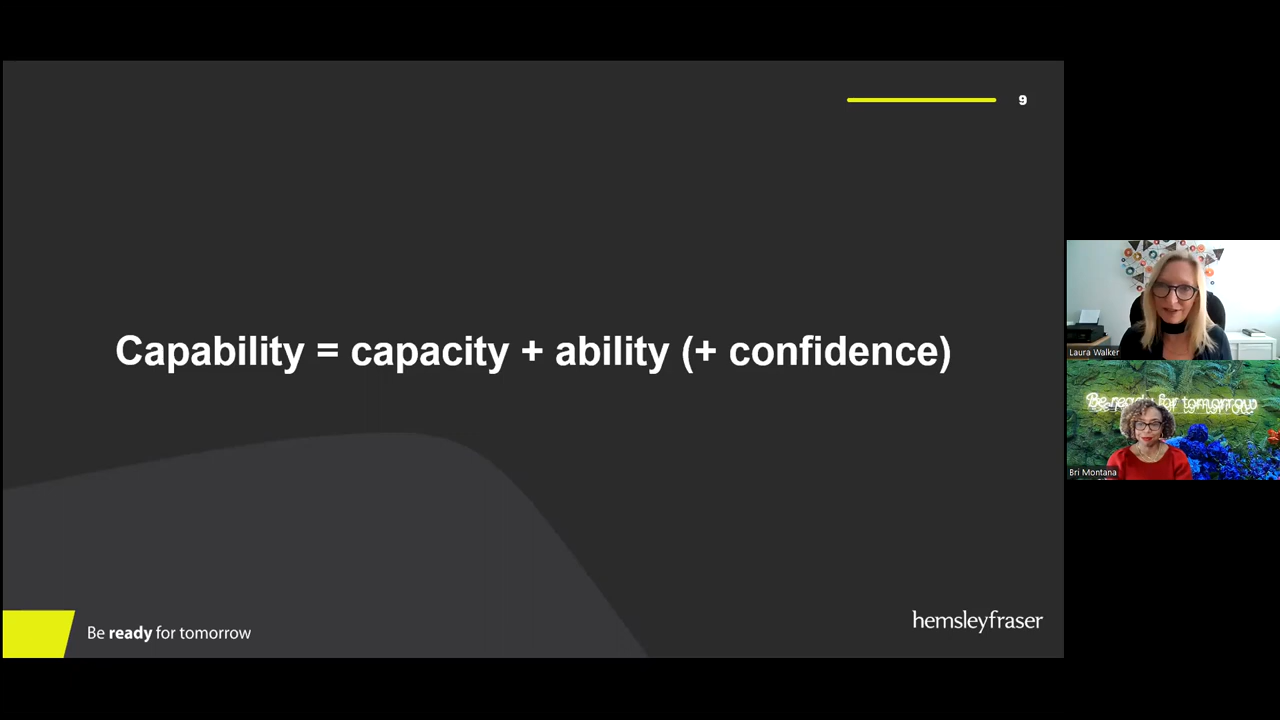 9
Capability = capacity + ability (+ confidence)
Be ready for tomorrow
hemsleyfraser
Laura Walker
Be ready for tomorrow
Bri Montana